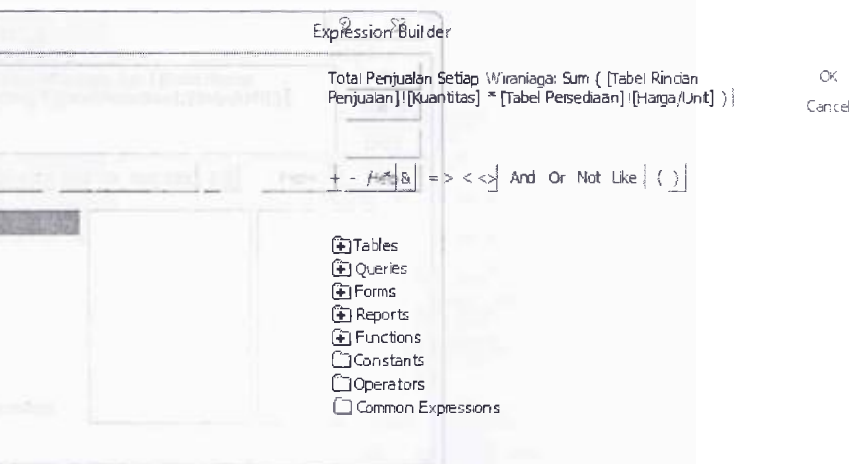 Expression Builder
Total Penjualan Setiap Wiraniaga: Sum ( [Tabel Rincian
Penjualan]![Kuantitas] * [Tabel Persediaan]![Harga/Unit] )
OK
Cancel
+ - / * & = > < <> And Or Not Like ( )
Tables
Queries
Forms
Reports
Functions
Constants
Operators
Common Expressions